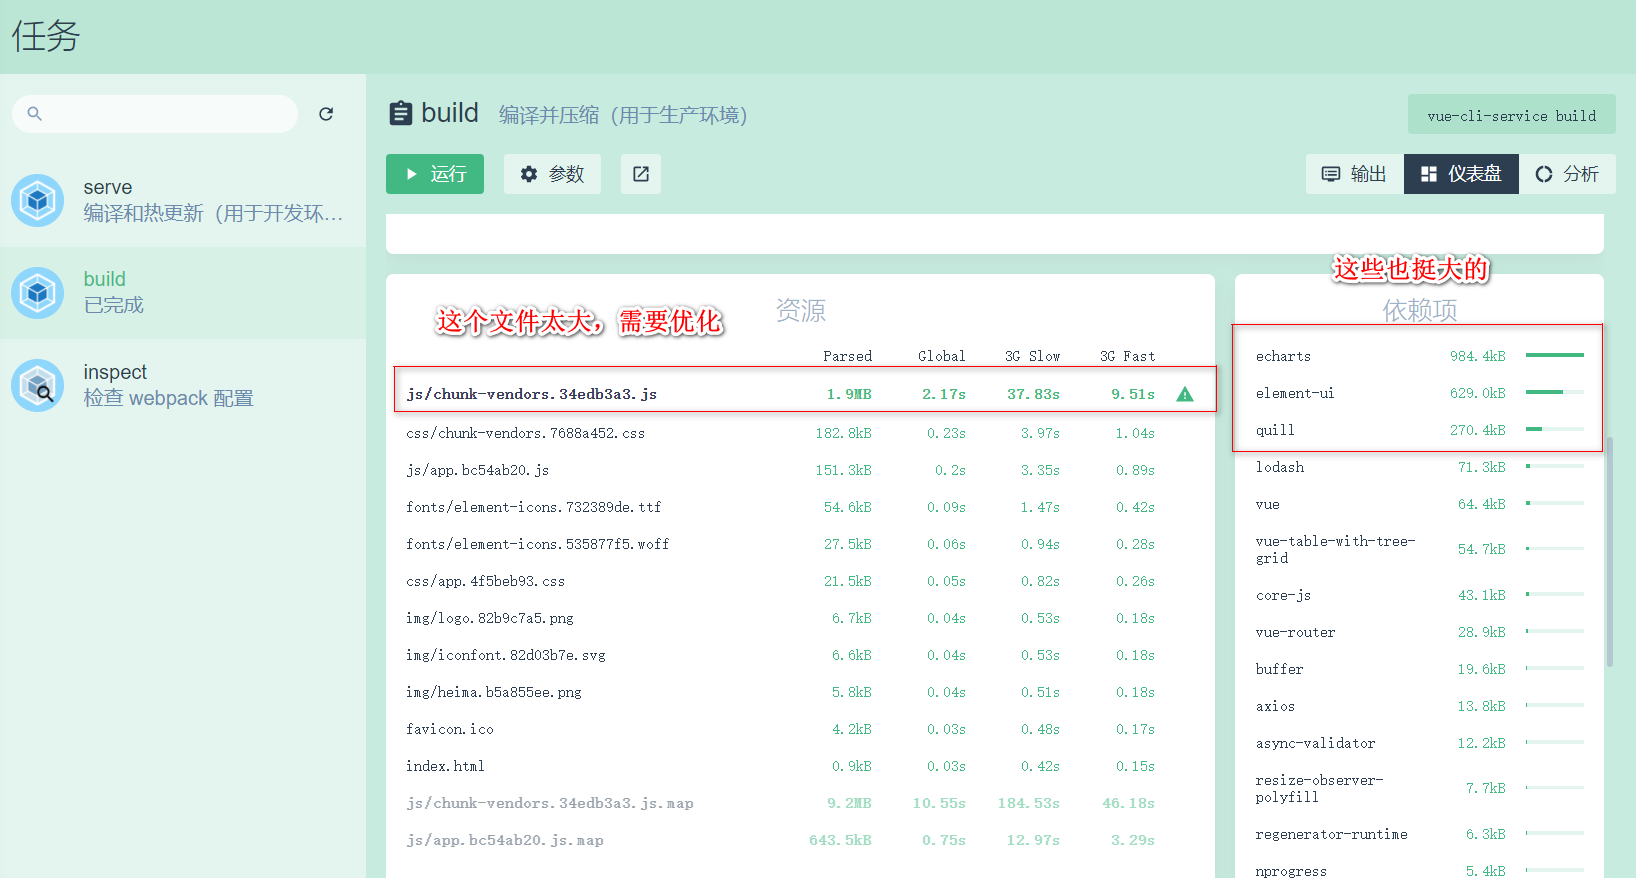 任务
serve
编译和热更新（用于开发环...
build
已完成
inspect
检查 webpack 配置
build 编译并压缩（用于生产环境） vue-cli-service build
运行 参数 输出 仪表盘 分析
这个文件太大，需要优化
资源
Parsed Global 3G Slow 3G Fast
js/chunk-vendors.34edb3a3.js 1.9MB 2.17s 37.83s 9.51s
css/chunk-vendors.7688a452.css 182.8kB 0.23s 3.97s 1.04s
js/app.bc54ab20.js 151.3kB 0.2s 3.35s 0.89s
fonts/element-icons.732389de.ttf 54.6kB 0.09s 1.47s 0.42s
fonts/element-icons.535877f5.woff 27.5kB 0.06s 0.94s 0.28s
css/app.4f5beb93.css 21.5kB 0.05s 0.82s 0.26s
img/logo.82b9c7a5.png 6.7kB 0.04s 0.53s 0.18s
img/iconfont.82d03b7e.svg 6.6kB 0.04s 0.53s 0.18s
img/heima.b5a855ee.png 5.8kB 0.04s 0.51s 0.18s
favicon.ico 4.2kB 0.03s 0.48s 0.17s
index.html 0.9kB 0.03s 0.42s 0.15s
js/chunk-vendors.34edb3a3.js.map 9.2MB 10.55s 184.53s 46.18s
js/app.bc54ab20.js.map 643.5kB 0.75s 12.97s 3.29s
这些也挺大的
依赖项
echarts 984.4kB
element-ui 629.0kB
quill 270.4kB
lodash 71.3kB
vue 64.4kB
vue-table-with-tree-
grid 54.7kB
core-js 43.1kB
vue-router 28.9kB
buffer 19.6kB
axios 13.8kB
async-validator 12.2kB
resize-observer-
polyfill 7.7kB
regenerator-runtime 6.3kB
nprogress 5.4kB